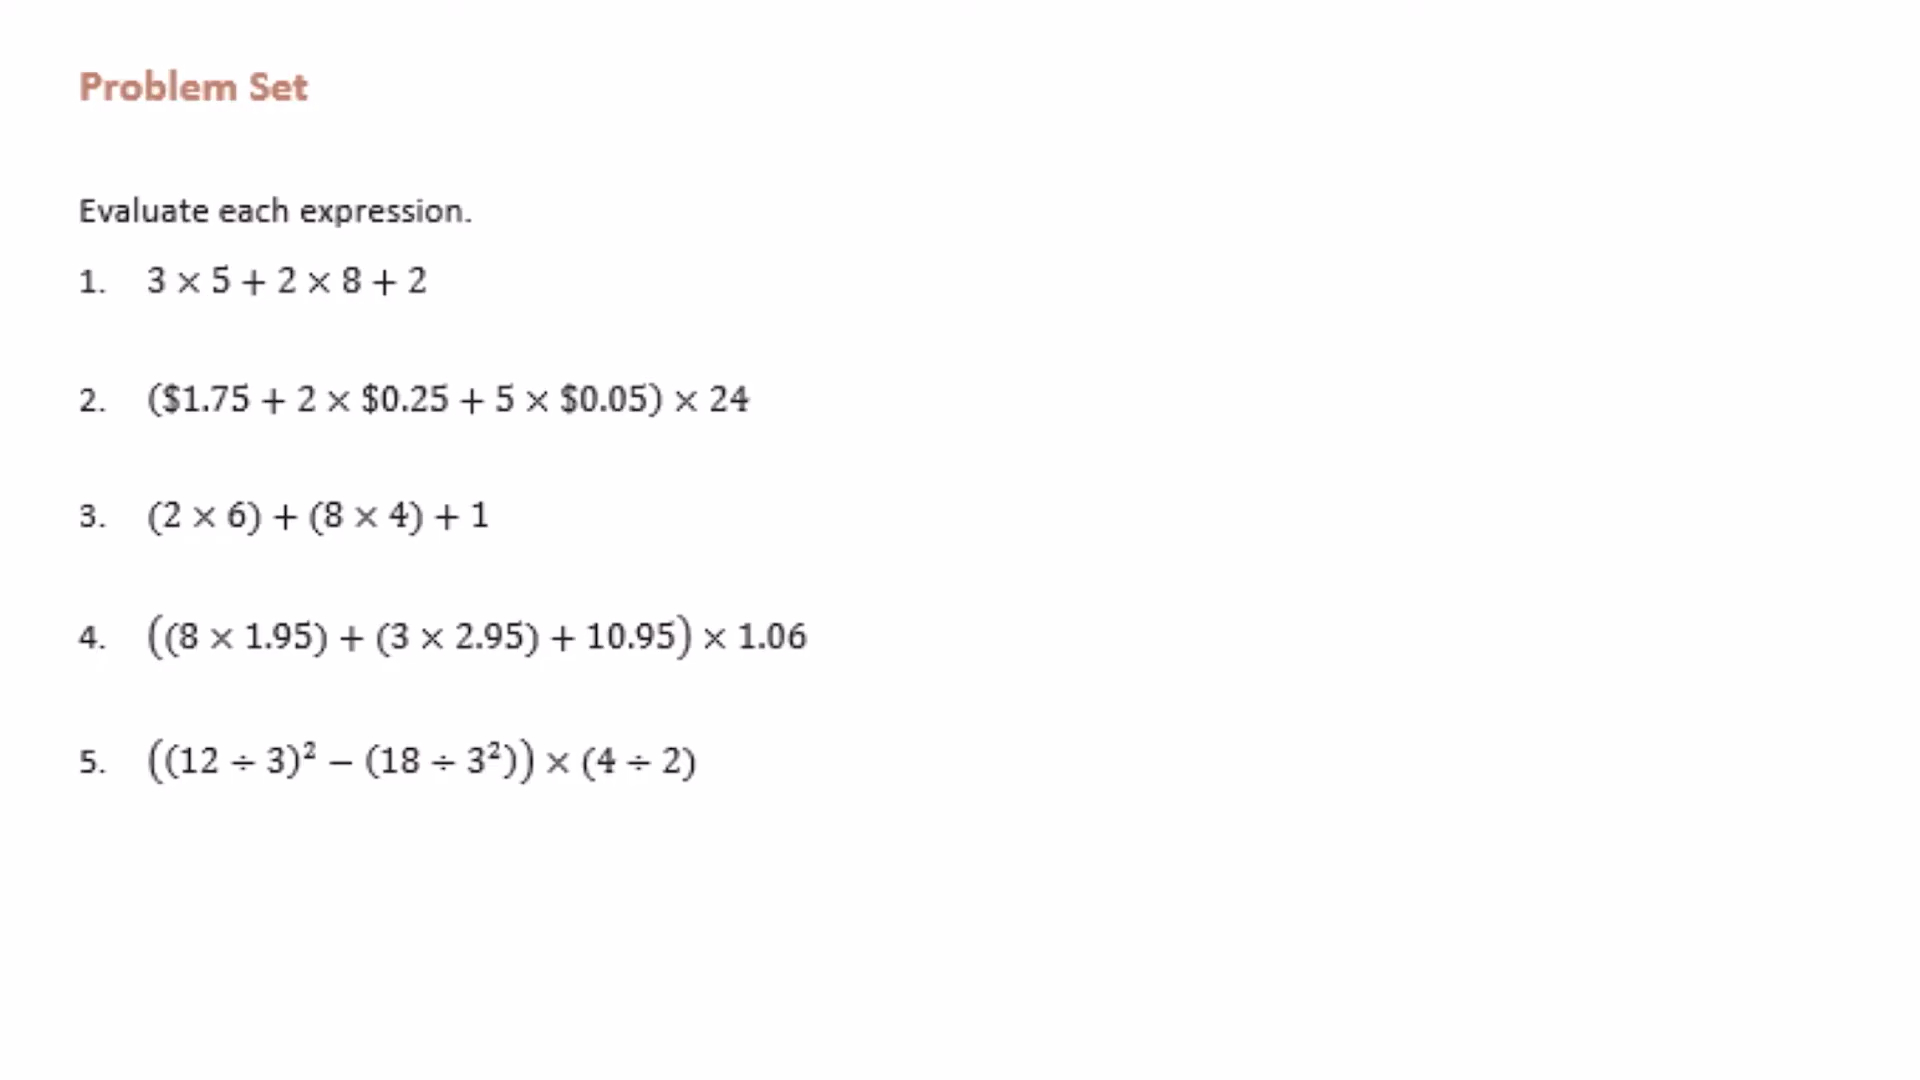 Problem Set
Evaluate each expression.
1. 3 × 5 + 2 × 8 + 2
2. ($1.75 + 2 × $0.25 + 5 × $0.05) × 24
3. (2 × 6) + (8 × 4) + 1
4. ((8 × 1.95) + (3 × 2.95) + 10.95) × 1.06
5. ((12 ÷ 3)² − (18 ÷ 3²)) × (4 ÷ 2)